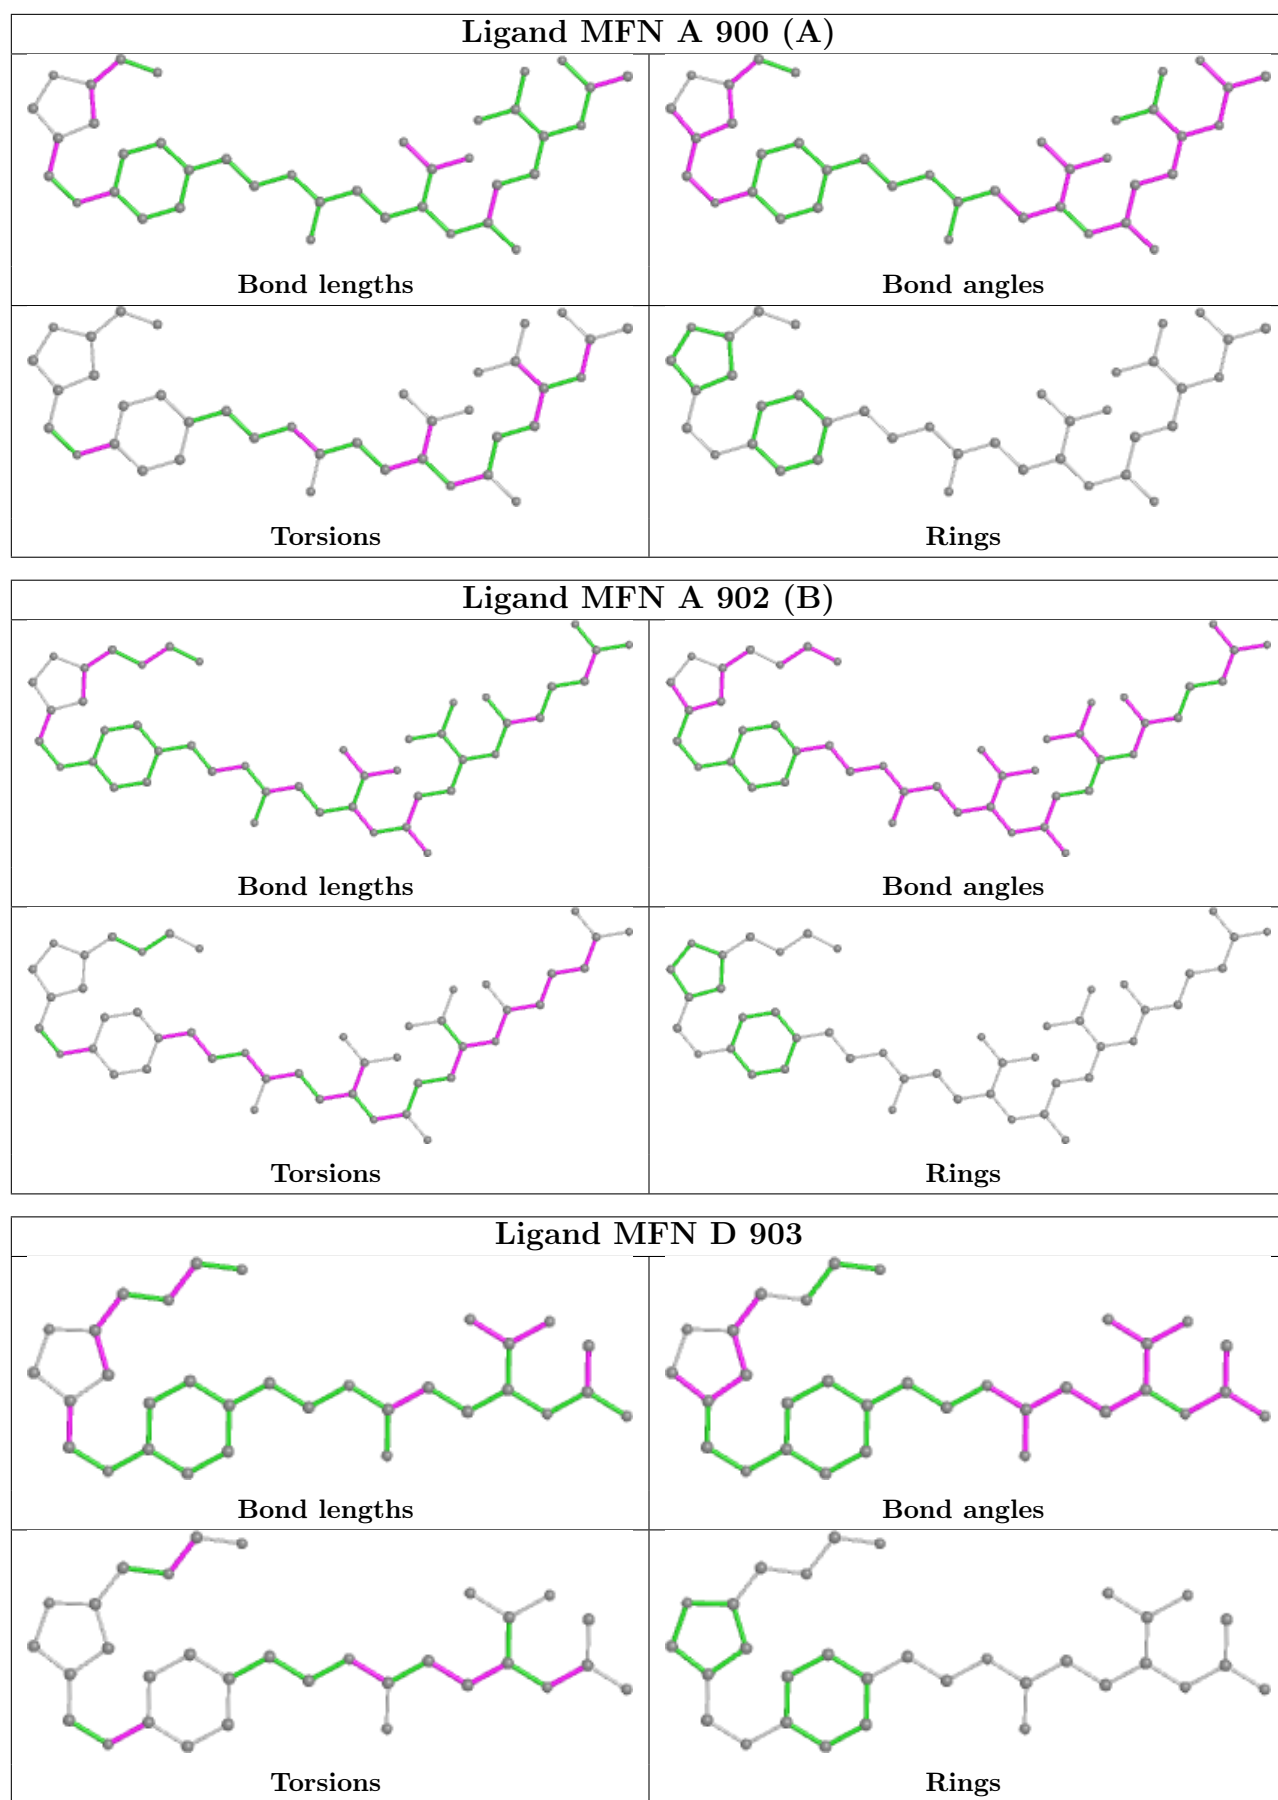 Ligand MFN A 900 (A)
Bond lengths
Bond angles
Torsions
Rings
Ligand MFN A 902 (B)
Bond lengths
Bond angles
Torsions
Rings
Ligand MFN D 903
Bond lengths
Bond angles
Torsions
Rings